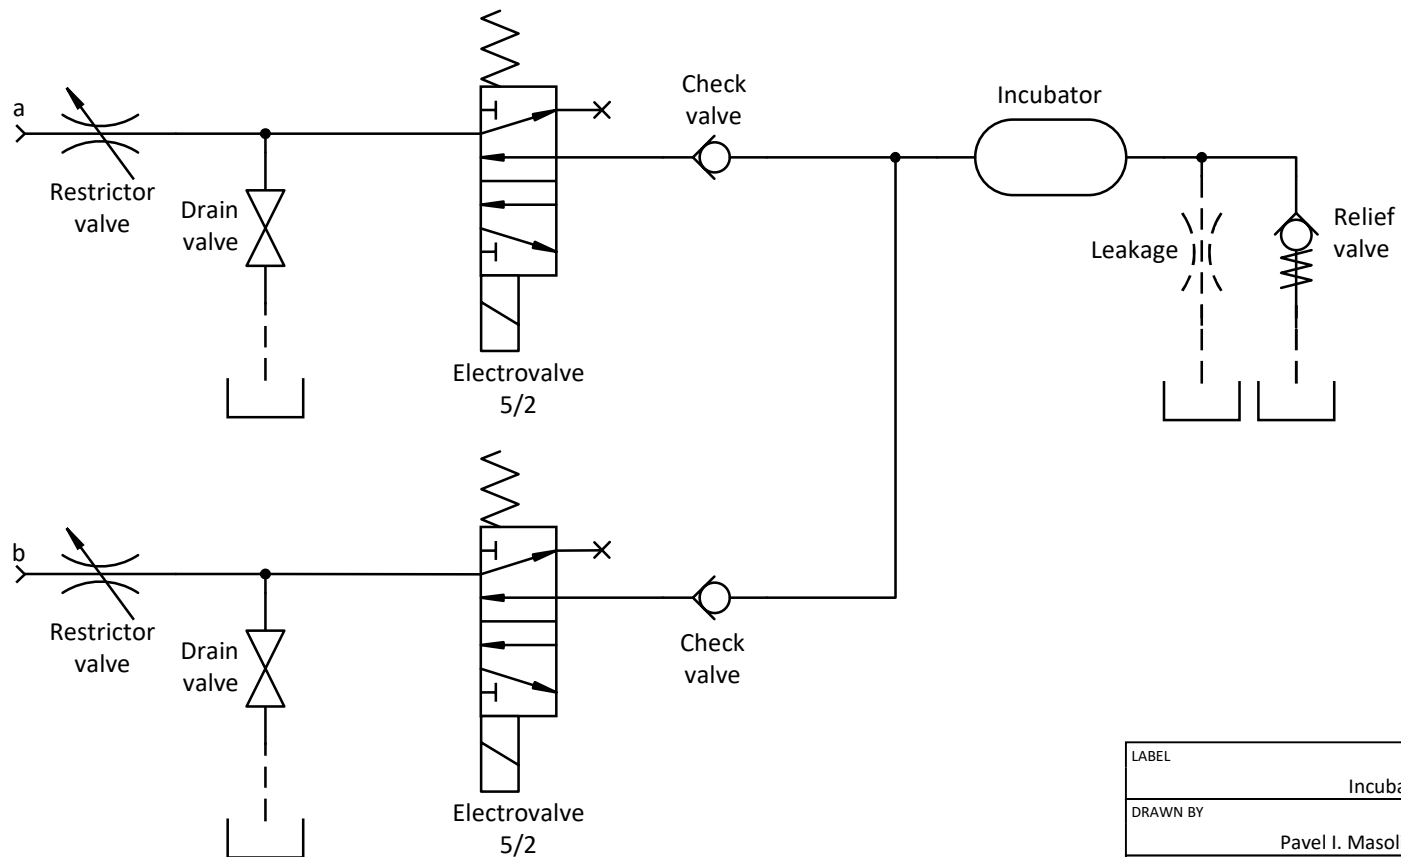 a
Restrictor
valve
Drain
valve
Electrovalve
5/2
Check
valve
Incubator
Leakage
Relief
valve
b
Restrictor
valve
Drain
valve
Electrovalve
5/2
Check
valve
LABEL
DRAWN BY
Pavel I.